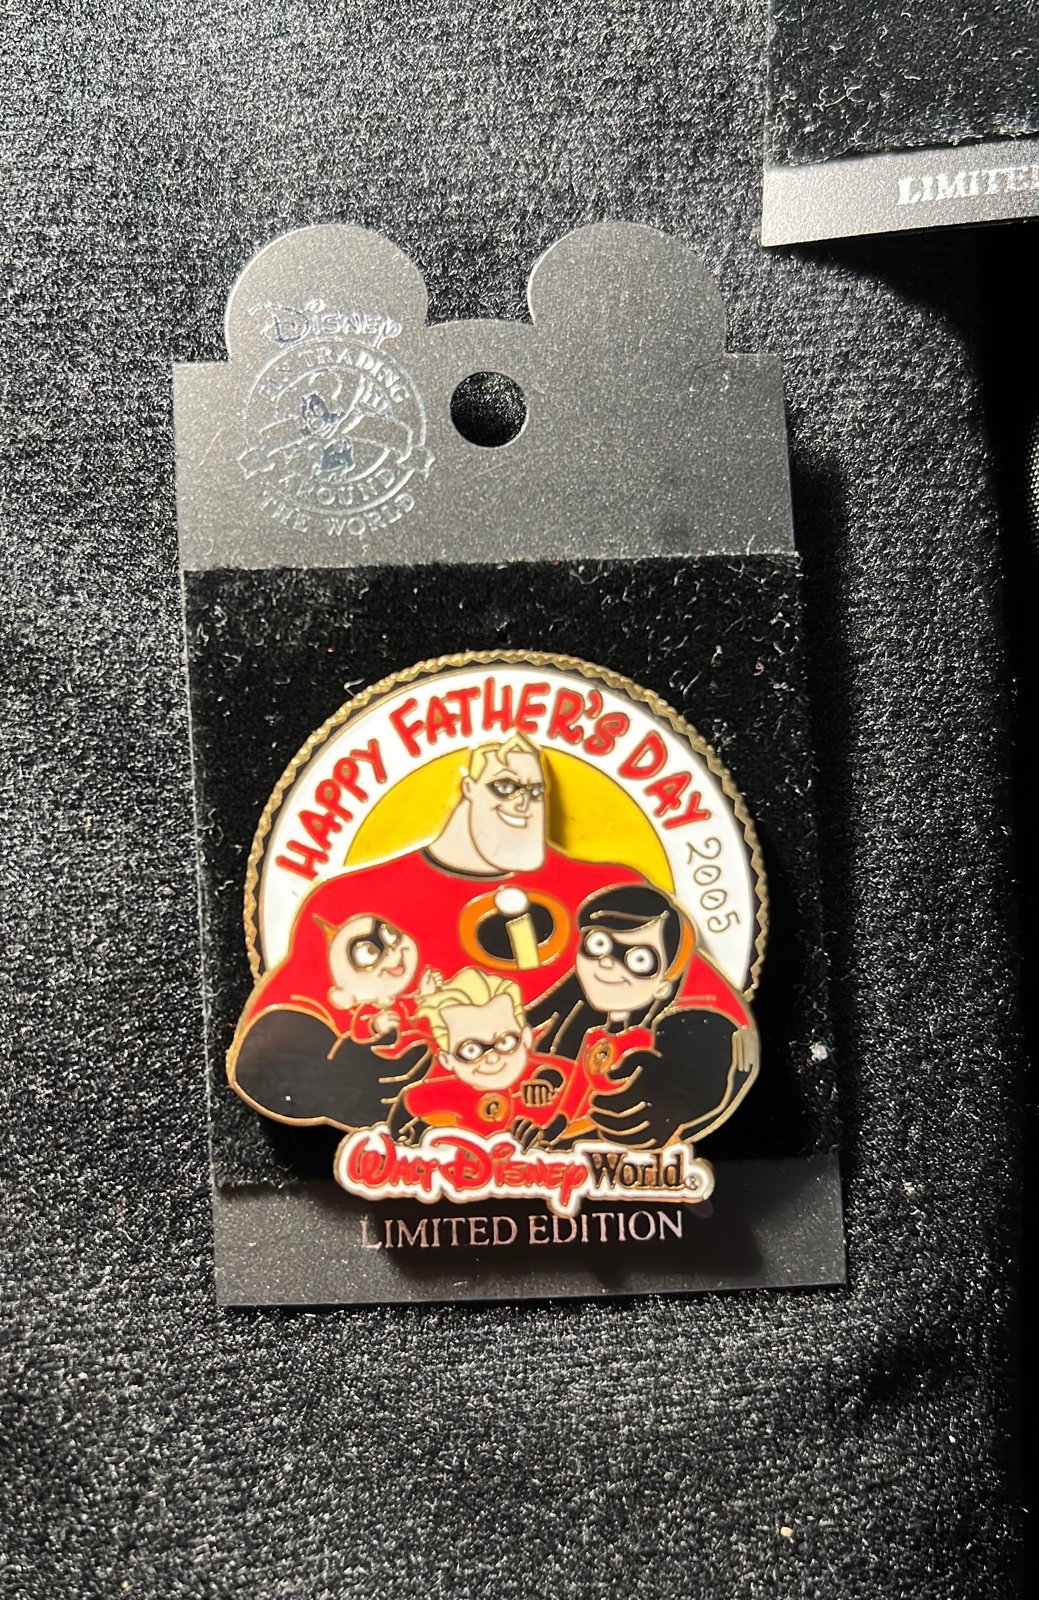 LIMITE
Disney
PIN TRADING
AROUND
THE WORLD
HAPPY FATHER'S DAY 2005
i
WALT DISNEY World®
LIMITED EDITION